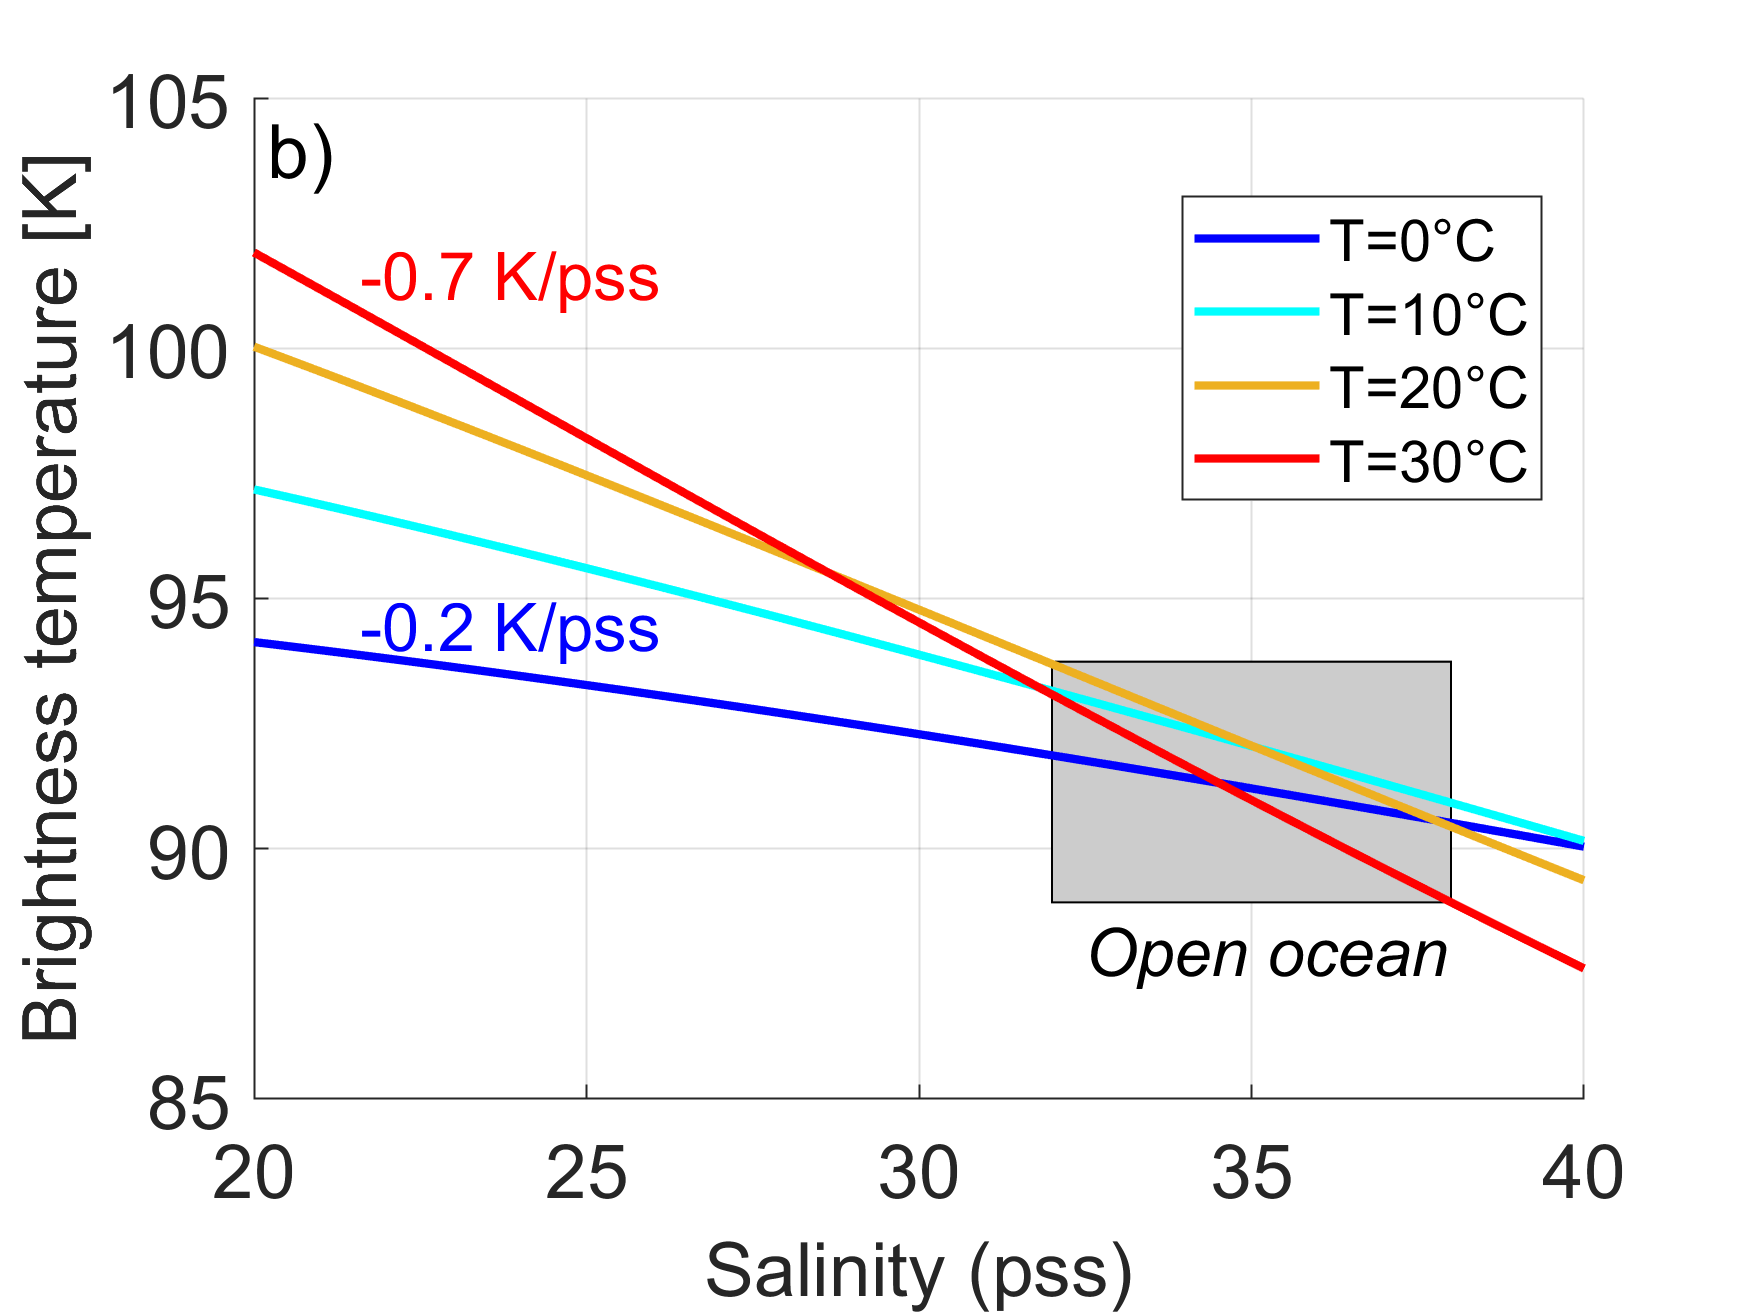 105
b)
Brightness temperature [K]
-0.7 K/pss
T=0°C
T=10°C
T=20°C
T=30°C
100
95
-0.2 K/pss
90
Open ocean
85
20 25 30 35 40
Salinity (pss)